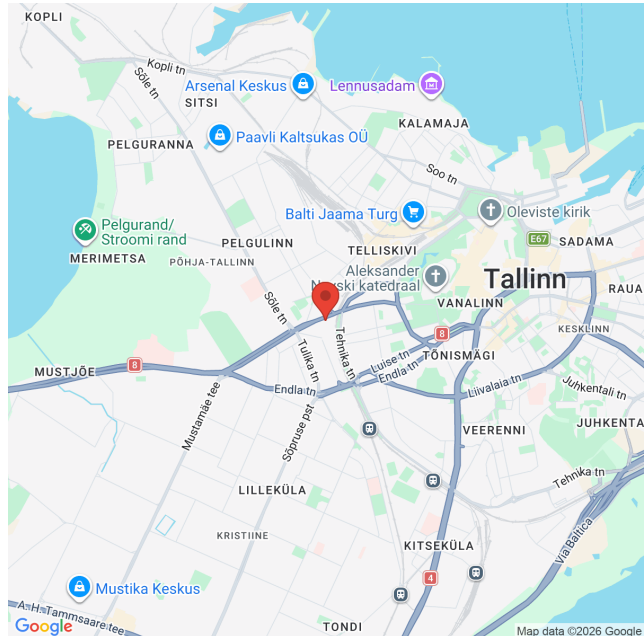 KOPLI
Kopli tn
Sõle tn
Arsenal Keskus
Lennusadam
SITSI
KALAMAJA
Paavli Kaltsukas OÜ
PELGURANNA
Soo tn
Balti Jaama Turg
Oleviste kirik
Pelgurand/
Stroomi rand
E67
SADAMA
PELGULINN
TELLISKIVI
MERIMETSA
PÕHJA-TALLINN
Aleksander
Nevski katedraal
Tallinn
RAUA
Sõle tn
VANALINN
Tehnika tn
8
KESKLINN
Tulika tn
Luise tn
TÕNISMÄGI
8
MUSTJÕE
Endla tn
Endla tn
Liivalaia tn
Juhkentali tn
Mustamäe tee
Sõpruse pst
VEERENNI
JUHKENTA
Tehnika tn
LILLEKÜLA
Via Baltica
KRISTIINE
KITSEKÜLA
4
Mustika Keskus
A. H. Tammsaare tee
TONDI
Google
Map data ©2026 Google